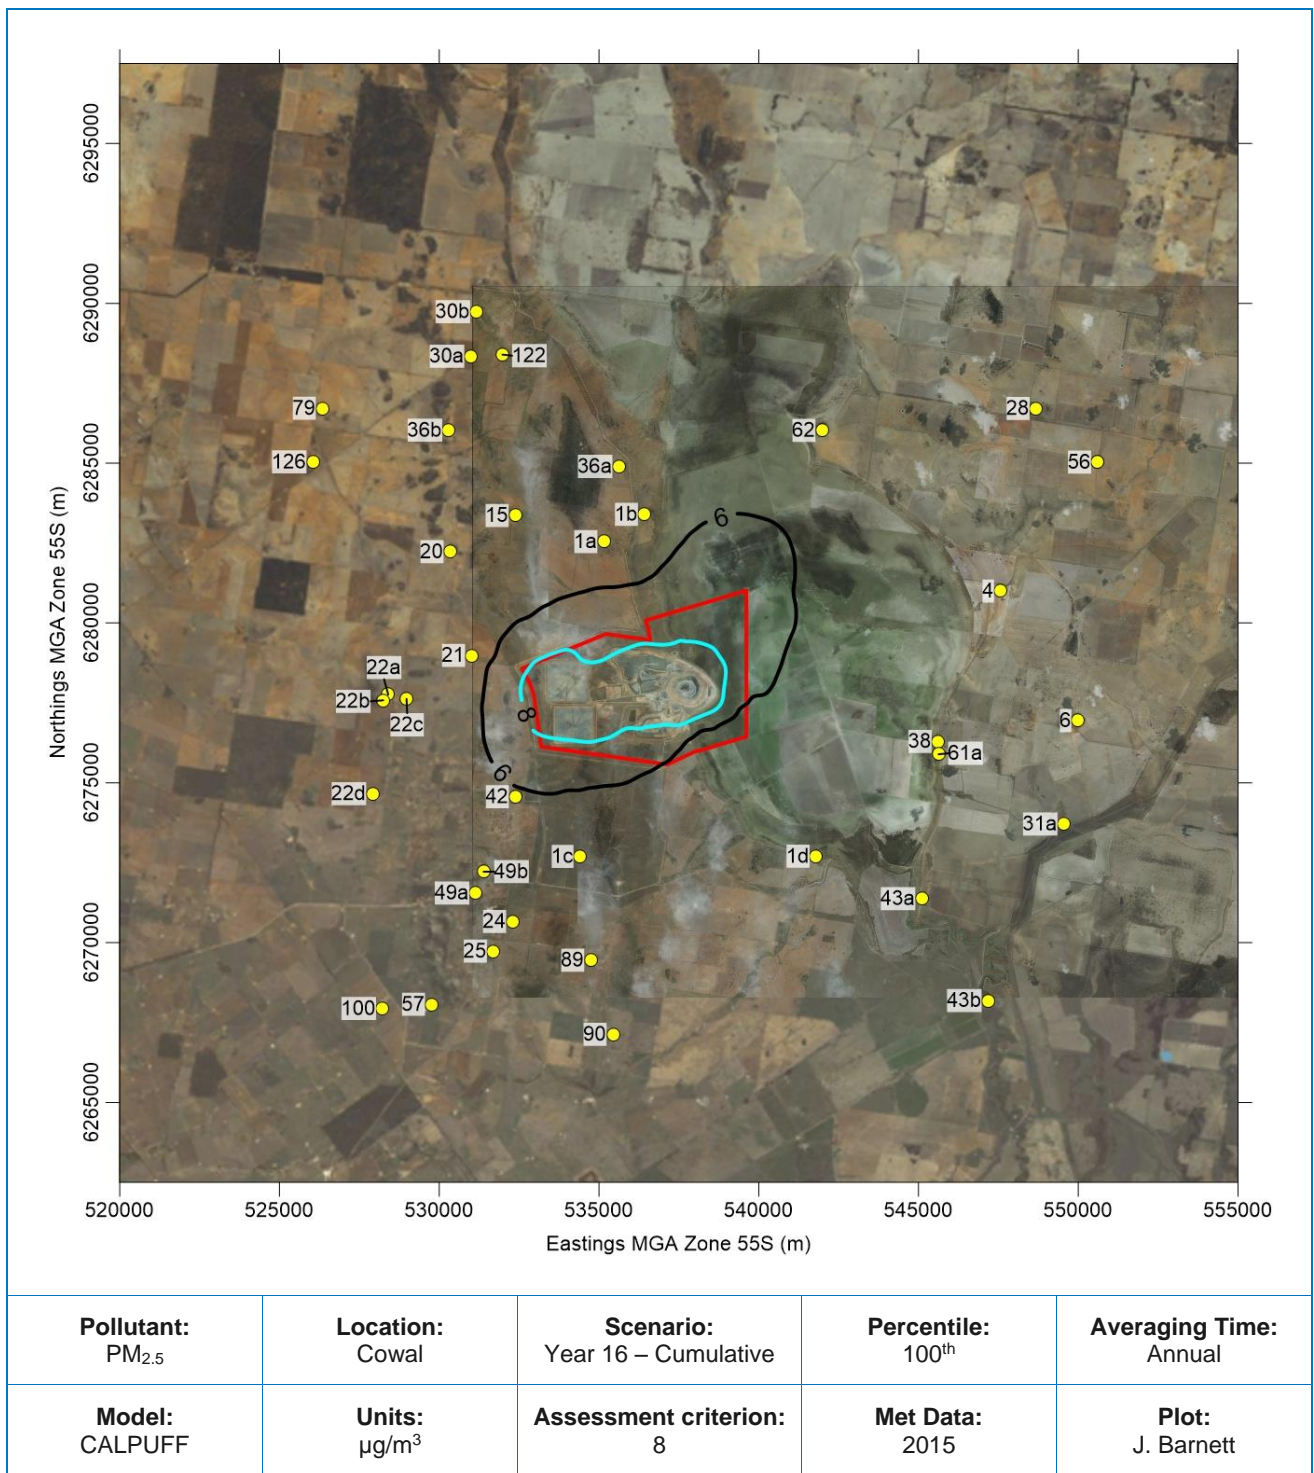 6295000
6290000
6285000
6280000
6275000
6270000
6265000
Northings MGA Zone 55S (m)
30b
30a
122
79
36b
126
62
28
56
36a
15
1b
1a
20
6
4
21
22a
22b
22c
8
6
6
38
61a
22d
42
31a
1c
1d
49b
49a
43a
24
25
89
100
57
43b
90
520000 525000 530000 535000 540000 545000 550000 555000
Eastings MGA Zone 55S (m)
Pollutant: Location: Scenario: Percentile: Averaging Time:
PM2.5 Cowal Year 16 – Cumulative 100th Annual
Model: Units: Assessment criterion: Met Data: Plot:
CALPUFF µg/m³ 8 2015 J. Barnett